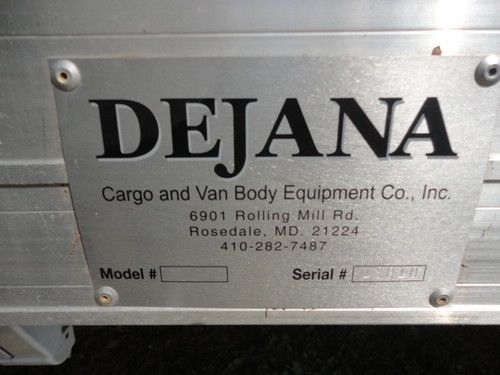 DEJANA
Cargo and Van Body Equipment Co., Inc.
6901 Rolling Mill Rd.
Rosedale, MD. 21224
410-282-7487
Model # Serial #